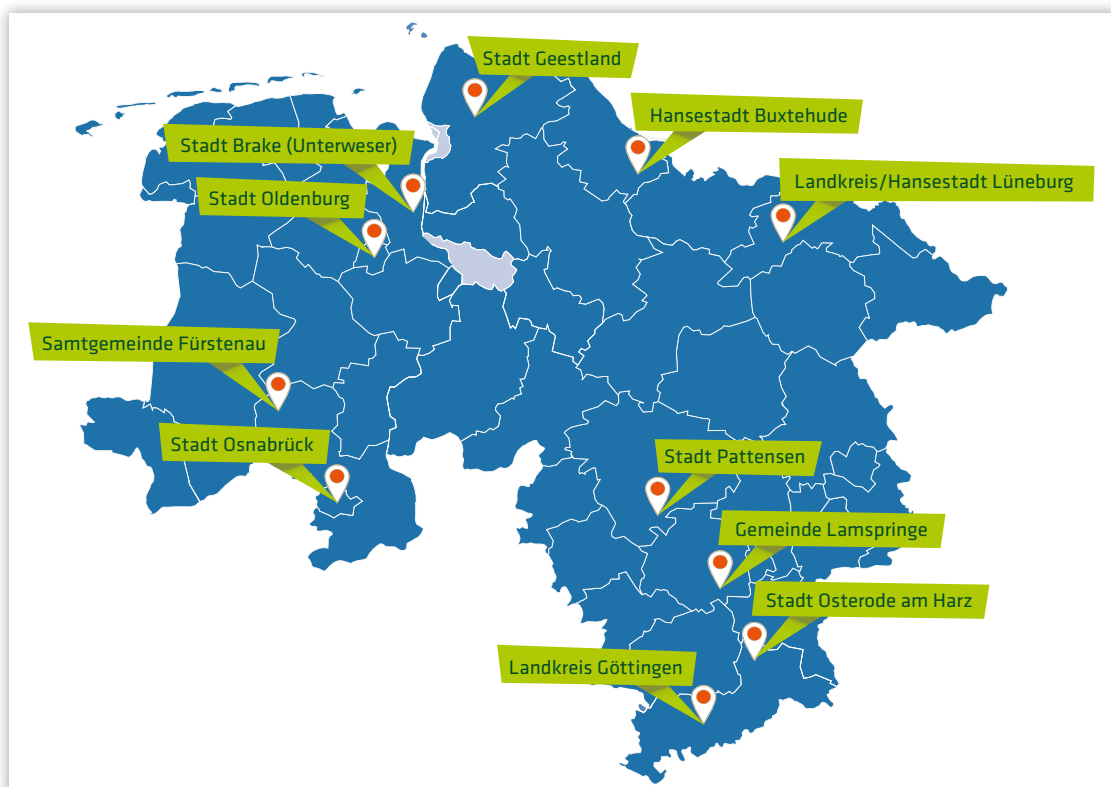 Stadt Geestland
Hansestadt Buxtehude
Stadt Brake (Unterweser)
Landkreis/Hansestadt Lüneburg
Stadt Oldenburg
Samtgemeinde Fürstenau
Stadt Osnabrück
Stadt Pattensen
Gemeinde Lamspringe
Stadt Osterode am Harz
Landkreis Göttingen